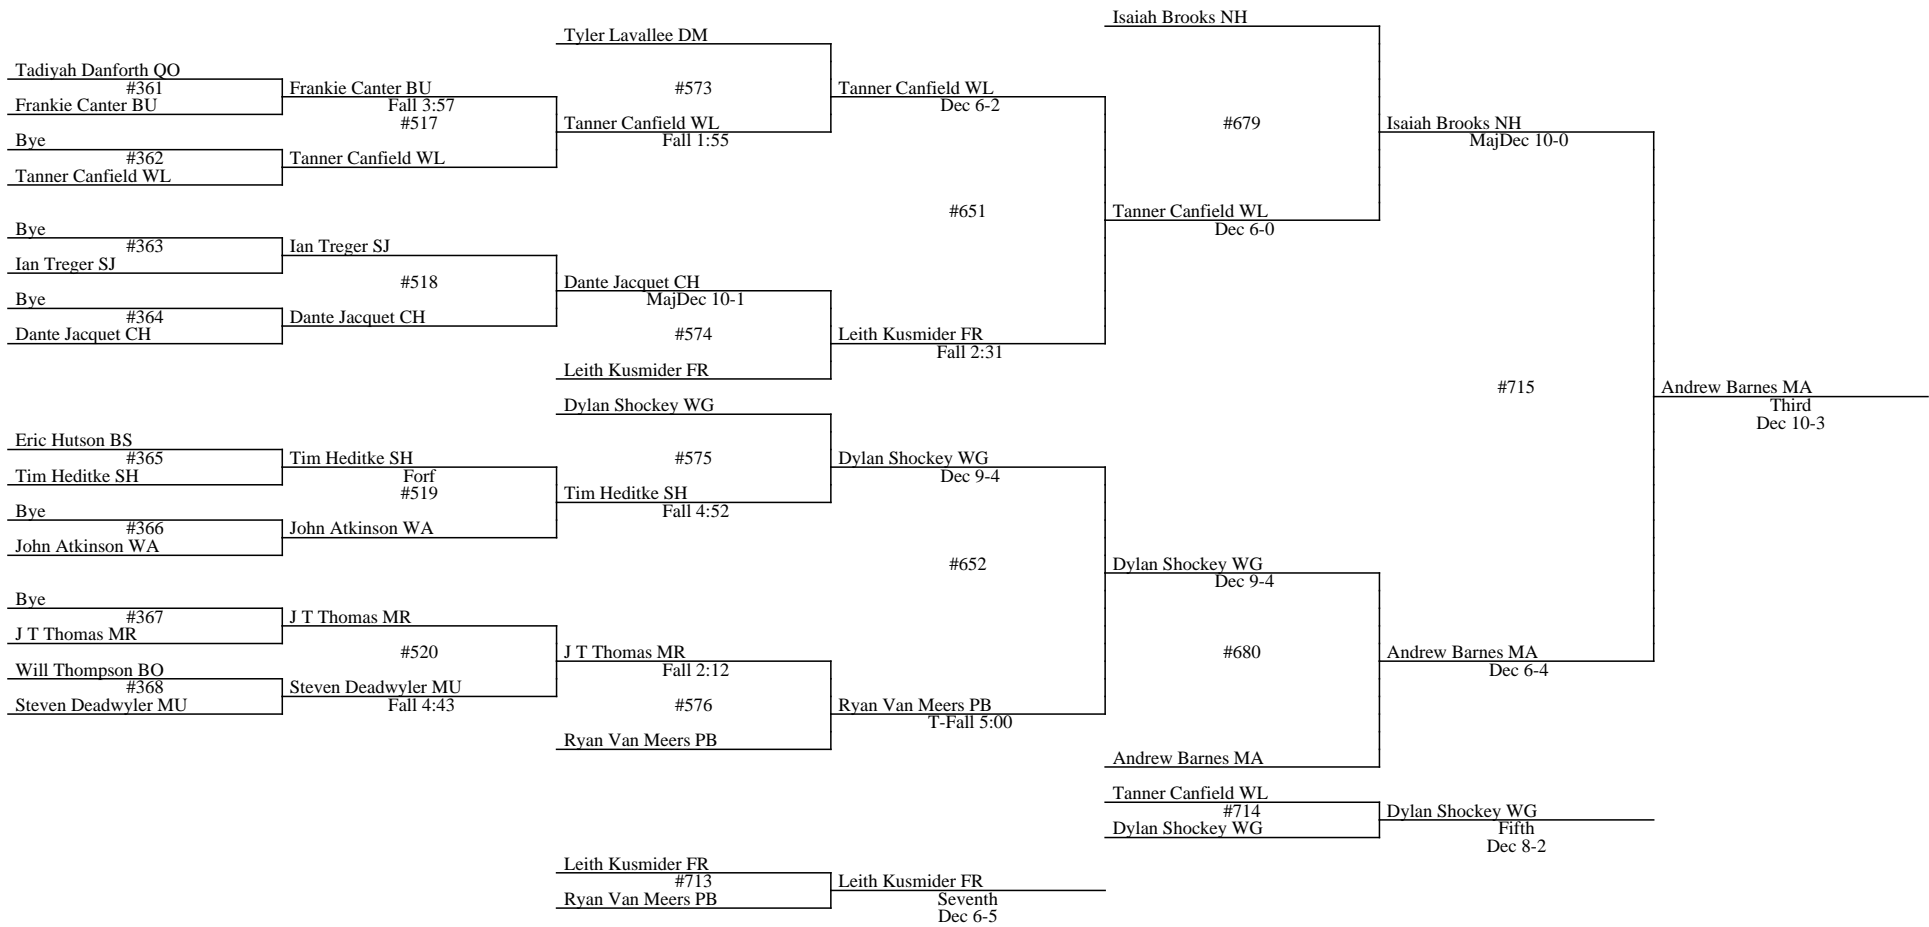 Isaiah Brooks NH
Tyler Lavallee DM
Tadiyah Danforth QO
#361
Frankie Canter BU
Frankie Canter BU
Fall 3:57
#517
#573
Tanner Canfield WL
Dec 6-2
Tanner Canfield WL
Fall 1:55
#679
Isaiah Brooks NH
MajDec 10-0
Bye
#362
Tanner Canfield WL
Tanner Canfield WL
#651
Tanner Canfield WL
Dec 6-0
Bye
#363
Ian Treger SJ
Ian Treger SJ
#518
Dante Jacquet CH
MajDec 10-1
Bye
#364
Dante Jacquet CH
Dante Jacquet CH
#574
Leith Kusmider FR
Fall 2:31
Leith Kusmider FR
#715
Andrew Barnes MA
Third
Dec 10-3
Dylan Shockey WG
Eric Hutson BS
#365
Tim Heditke SH
Tim Heditke SH
Forf
#519
#575
Dylan Shockey WG
Dec 9-4
Tim Heditke SH
Fall 4:52
Bye
#366
John Atkinson WA
John Atkinson WA
#652
Dylan Shockey WG
Dec 9-4
Bye
#367
J T Thomas MR
J T Thomas MR
#520
J T Thomas MR
Fall 2:12
#680
Andrew Barnes MA
Dec 6-4
Will Thompson BO
#368
Steven Deadwyler MU
Steven Deadwyler MU
Fall 4:43
#576
Ryan Van Meers PB
T-Fall 5:00
Ryan Van Meers PB
Andrew Barnes MA
Tanner Canfield WL
#714
Dylan Shockey WG
Dylan Shockey WG
Fifth
Dec 8-2
Leith Kusmider FR
#713
Ryan Van Meers PB
Leith Kusmider FR
Seventh
Dec 6-5